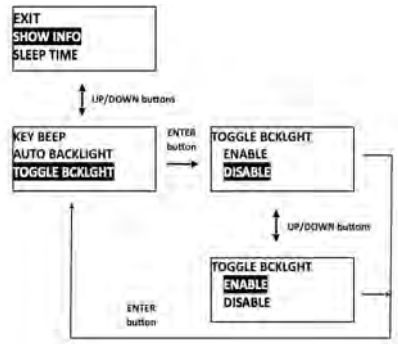 EXIT
SHOW INFO
SLEEP TIME
UP/DOWN buttons
KEY BEEP
AUTO BACKLIGHT
TOGGLE BCKLGHT
ENTER
button
TOGGLE BCKLGHT
ENABLE
DISABLE
UP/DOWN buttons
TOGGLE BCKLGHT
ENABLE
DISABLE
ENTER
button